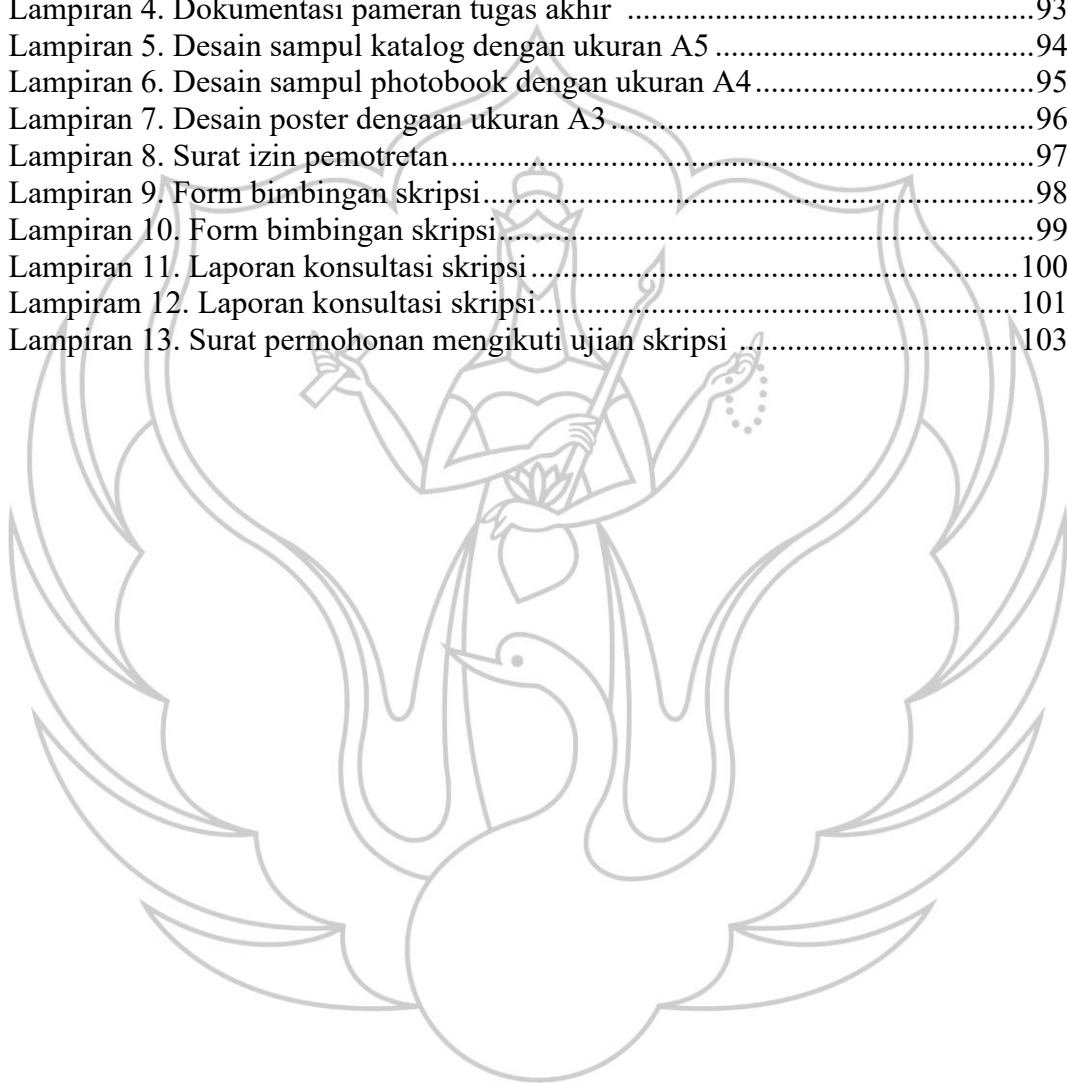 Lampiran 4. Dokumentasi pameran tugas akhir ..................................................93
Lampiran 5. Desain sampul katalog dengan ukuran A5.......................................94
Lampiran 6. Desain sampul photobook dengan ukuran A4..................................95
Lampiran 7. Desain poster dengaan ukuran A3....................................................96
Lampiran 8. Surat izin pemotretan........................................................................97
Lampiran 9. Form bimbingan skripsi....................................................................98
Lampiran 10. Form bimbingan skripsi..................................................................99
Lampiran 11. Laporan konsultasi skripsi............................................................100
Lampiram 12. Laporan konsultasi skripsi...........................................................101
Lampiran 13. Surat permohonan mengikuti ujian skripsi ..................................103